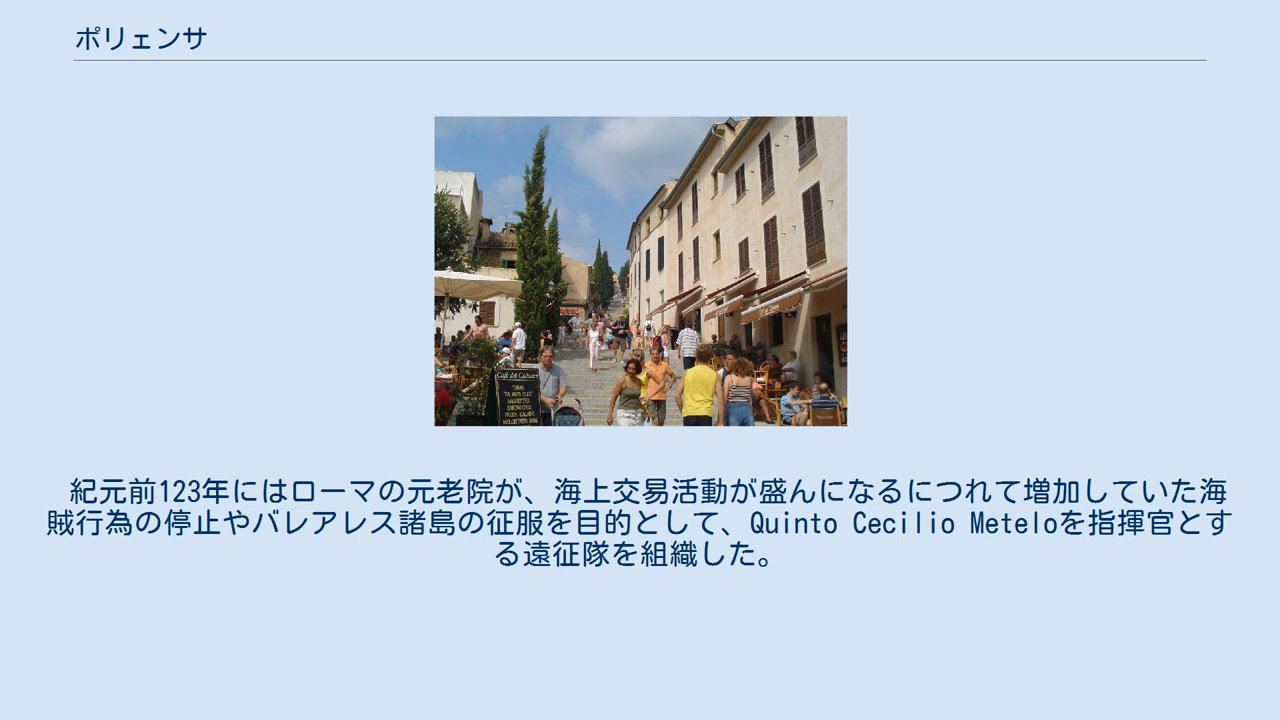 ポリェンサ
Café del Calvari
紀元前123年にはローマの元老院が、海上交易活動が盛んになるにつれて増加していた海
賊行為の停止やバレアレス諸島の征服を目的として、Quinto Cecilio Meteloを指揮官とす
る遠征隊を組織した。